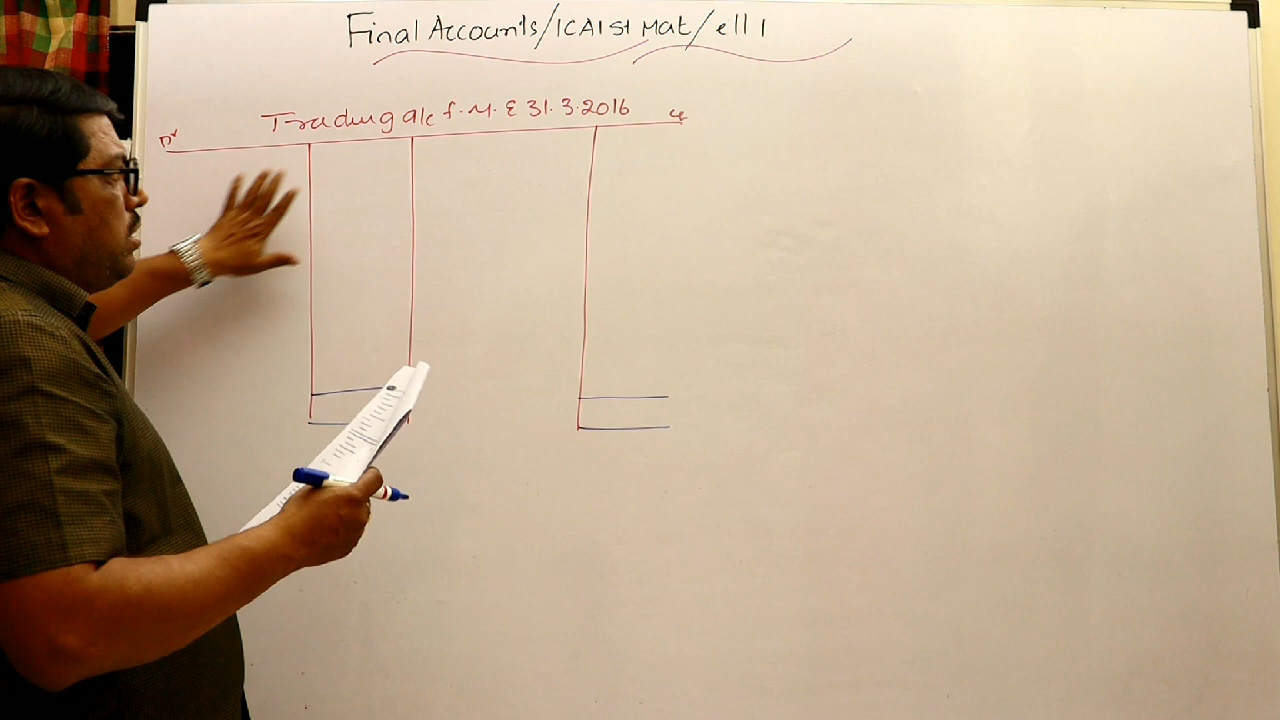 Final Accounts/ICAI St Mat/ell 1
Trading a/c f.y.E 31.3.2016
Dr Cr